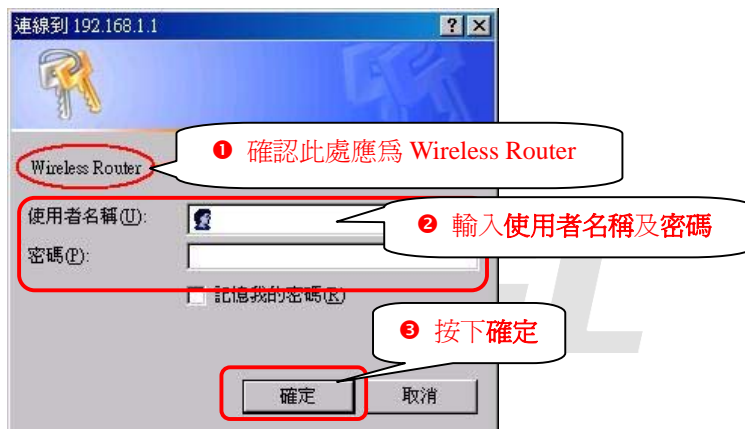 連線到 192.168.1.1
Wireless Router
❶ 確認此處應為 Wireless Router
使用者名稱(U):
❷ 輸入使用者名稱及密碼
密碼(P):
記憶我的密碼(R)
❸ 按下確定
確定
取消